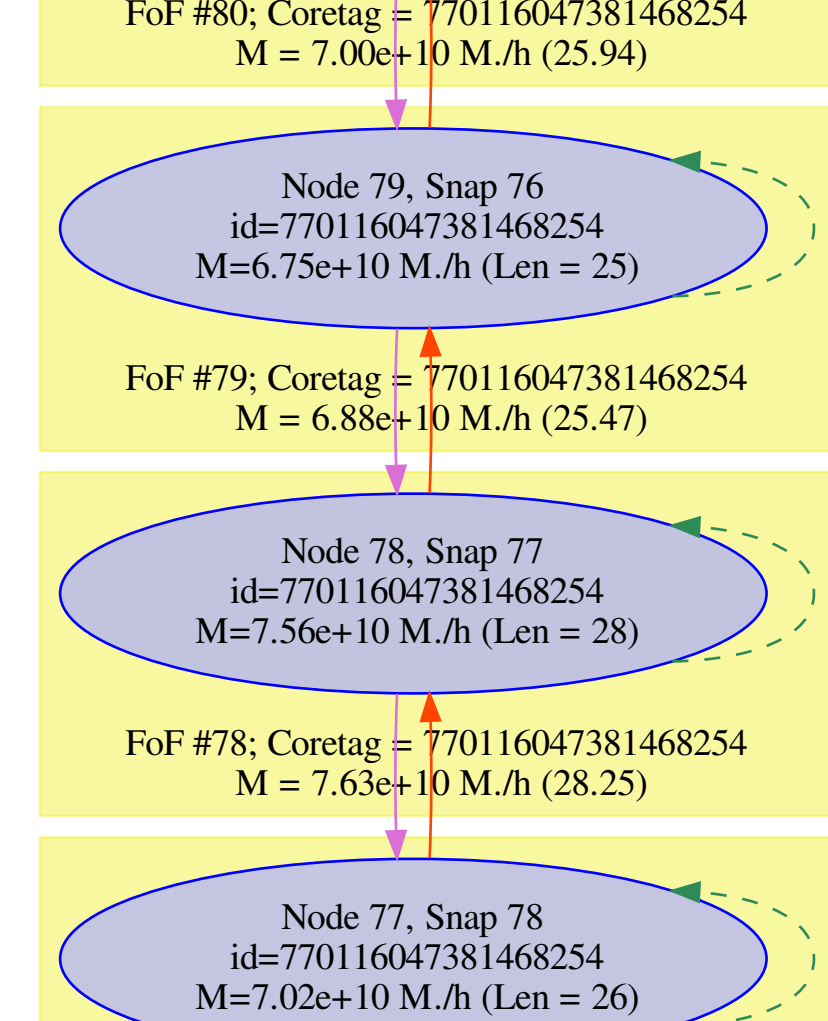 FoF #80; Coretag = 770116047381468254
M = 7.00e+10 M./h (25.94)
Node 79, Snap 76
id=770116047381468254
M=6.75e+10 M./h (Len = 25)
FoF #79; Coretag = 770116047381468254
M = 6.88e+10 M./h (25.47)
Node 78, Snap 77
id=770116047381468254
M=7.56e+10 M./h (Len = 28)
FoF #78; Coretag = 770116047381468254
M = 7.63e+10 M./h (28.25)
Node 77, Snap 78
id=770116047381468254
M=7.02e+10 M./h (Len = 26)